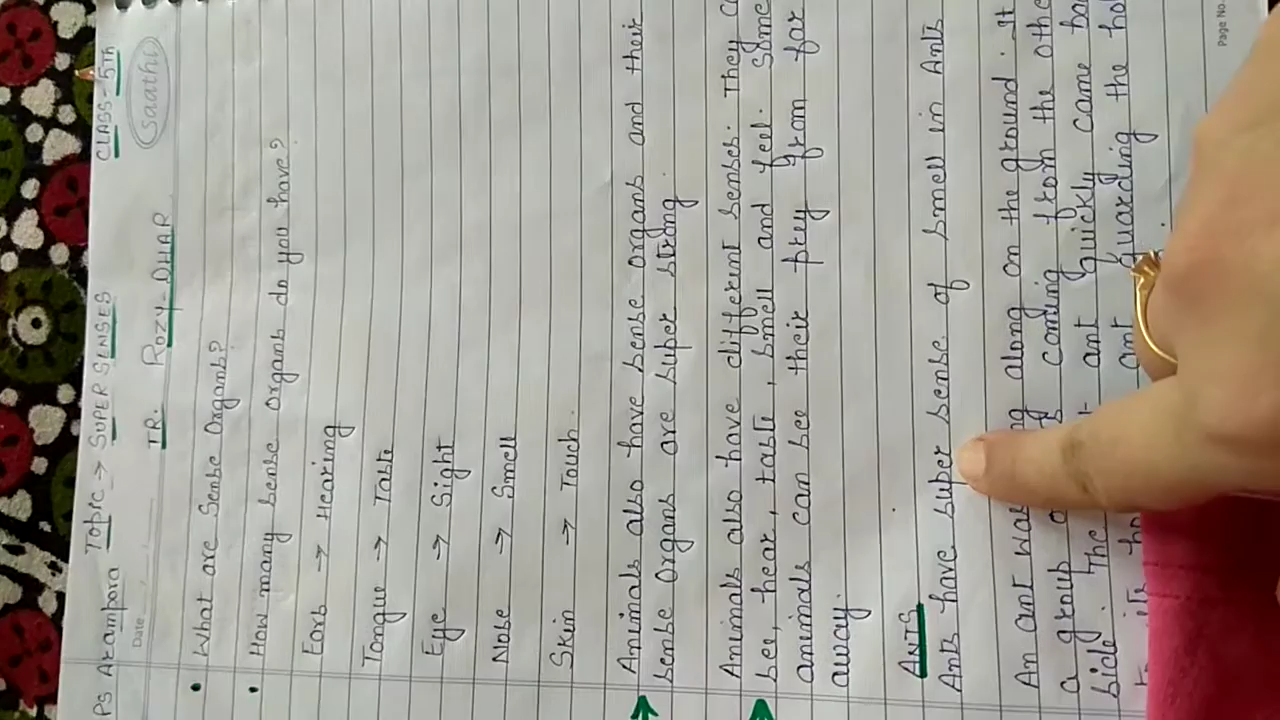 PS Arampora Topic → SUPER SENSES CLASS - 5TH
Date
TR. ROZY-DHAR saathi
• What are Sense Organs?
• How many Sense Organs do you have?
Ears → Hearing
Tongue → Taste
Eye → Sight
Nose → Smell
Skin → Touch.
→ Animals also have sense organs and their
sense organs are super strong.
→ Animals also have different senses. They
see, hear, taste, smell and feel. Some
animals can see their prey from far
away.
ANTS
Ants have super sense of smell in Ants
An ant was along on the ground. It
a group coming from the
side. The ant quickly came
ant guarding the
Page No.